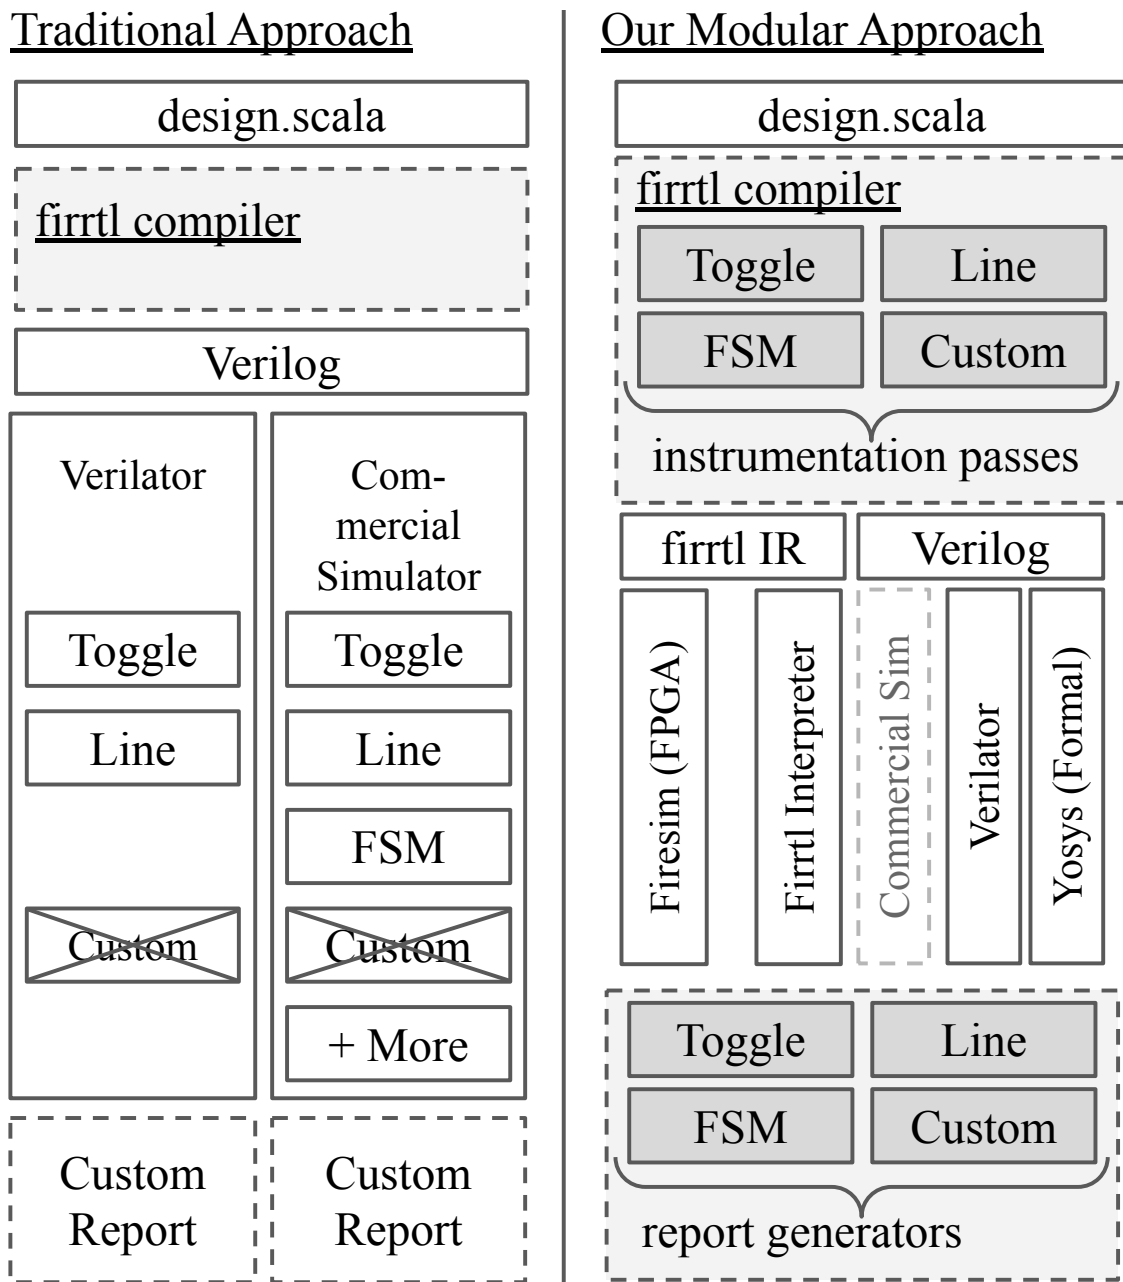 Traditional Approach
design.scala
firrtl compiler
Verilog
Verilator
Toggle
Line
Custom
Com-
mercial
Simulator
Toggle
Line
FSM
Custom
+ More
Custom
Report
Custom
Report
Our Modular Approach
design.scala
firrtl compiler
Toggle
Line
FSM
Custom
instrumentation passes
firrtl IR
Verilog
Firesim (FPGA)
Firrtl Interpreter
Commercial Sim
Verilator
Yosys (Formal)
Toggle
Line
FSM
Custom
report generators